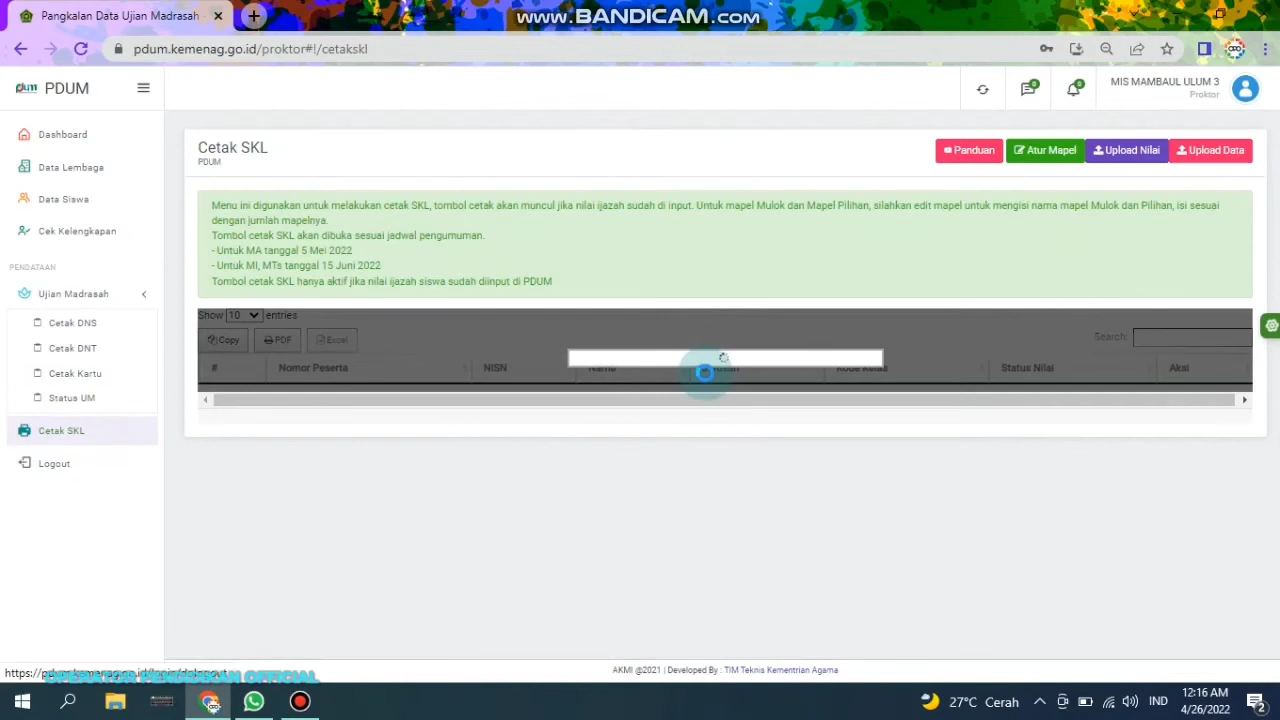 Pangkalan Data Ujian Madrasah
www.BANDICAM.com
pdum.kemenag.go.id/proktor#!/cetakskl
PDUM
MIS MAMBAUL ULUM 3
Proktor
Dashboard
Data Lembaga
Data Siswa
Cek Kelengkapan
PENDATAAN
Ujian Madrasah
Cetak DNS
Cetak DNT
Cetak Kartu
Status UM
Cetak SKL
Logout
Cetak SKL
PDUM
Panduan
Atur Mapel
Upload Nilai
Upload Data
Menu ini digunakan untuk melakukan cetak SKL, tombol cetak akan muncul jika nilai ijazah sudah di input. Untuk mapel Mulok dan Mapel Pilihan, silahkan edit mapel untuk mengisi nama mapel Mulok dan Pilihan, isi sesuai
dengan jumlah mapelnya.
Tombol cetak SKL akan dibuka sesuai jadwal pengumuman.
- Untuk MA tanggal 5 Mei 2022
- Untuk MI, MTs tanggal 15 Juni 2022
Tombol cetak SKL hanya aktif jika nilai ijazah siswa sudah diinput di PDUM
Show 10 entries
Copy
PDF
Excel
Search:
# Nomor Peserta NISN Nama Kode Kelas Status Nilai Aksi
AKMI @2021 | Developed By : TIM Teknis Kementrian Agama
OPERATOR PENDIDIKAN OFFICIAL
27°C Cerah
IND
12:16 AM
4/26/2022
2